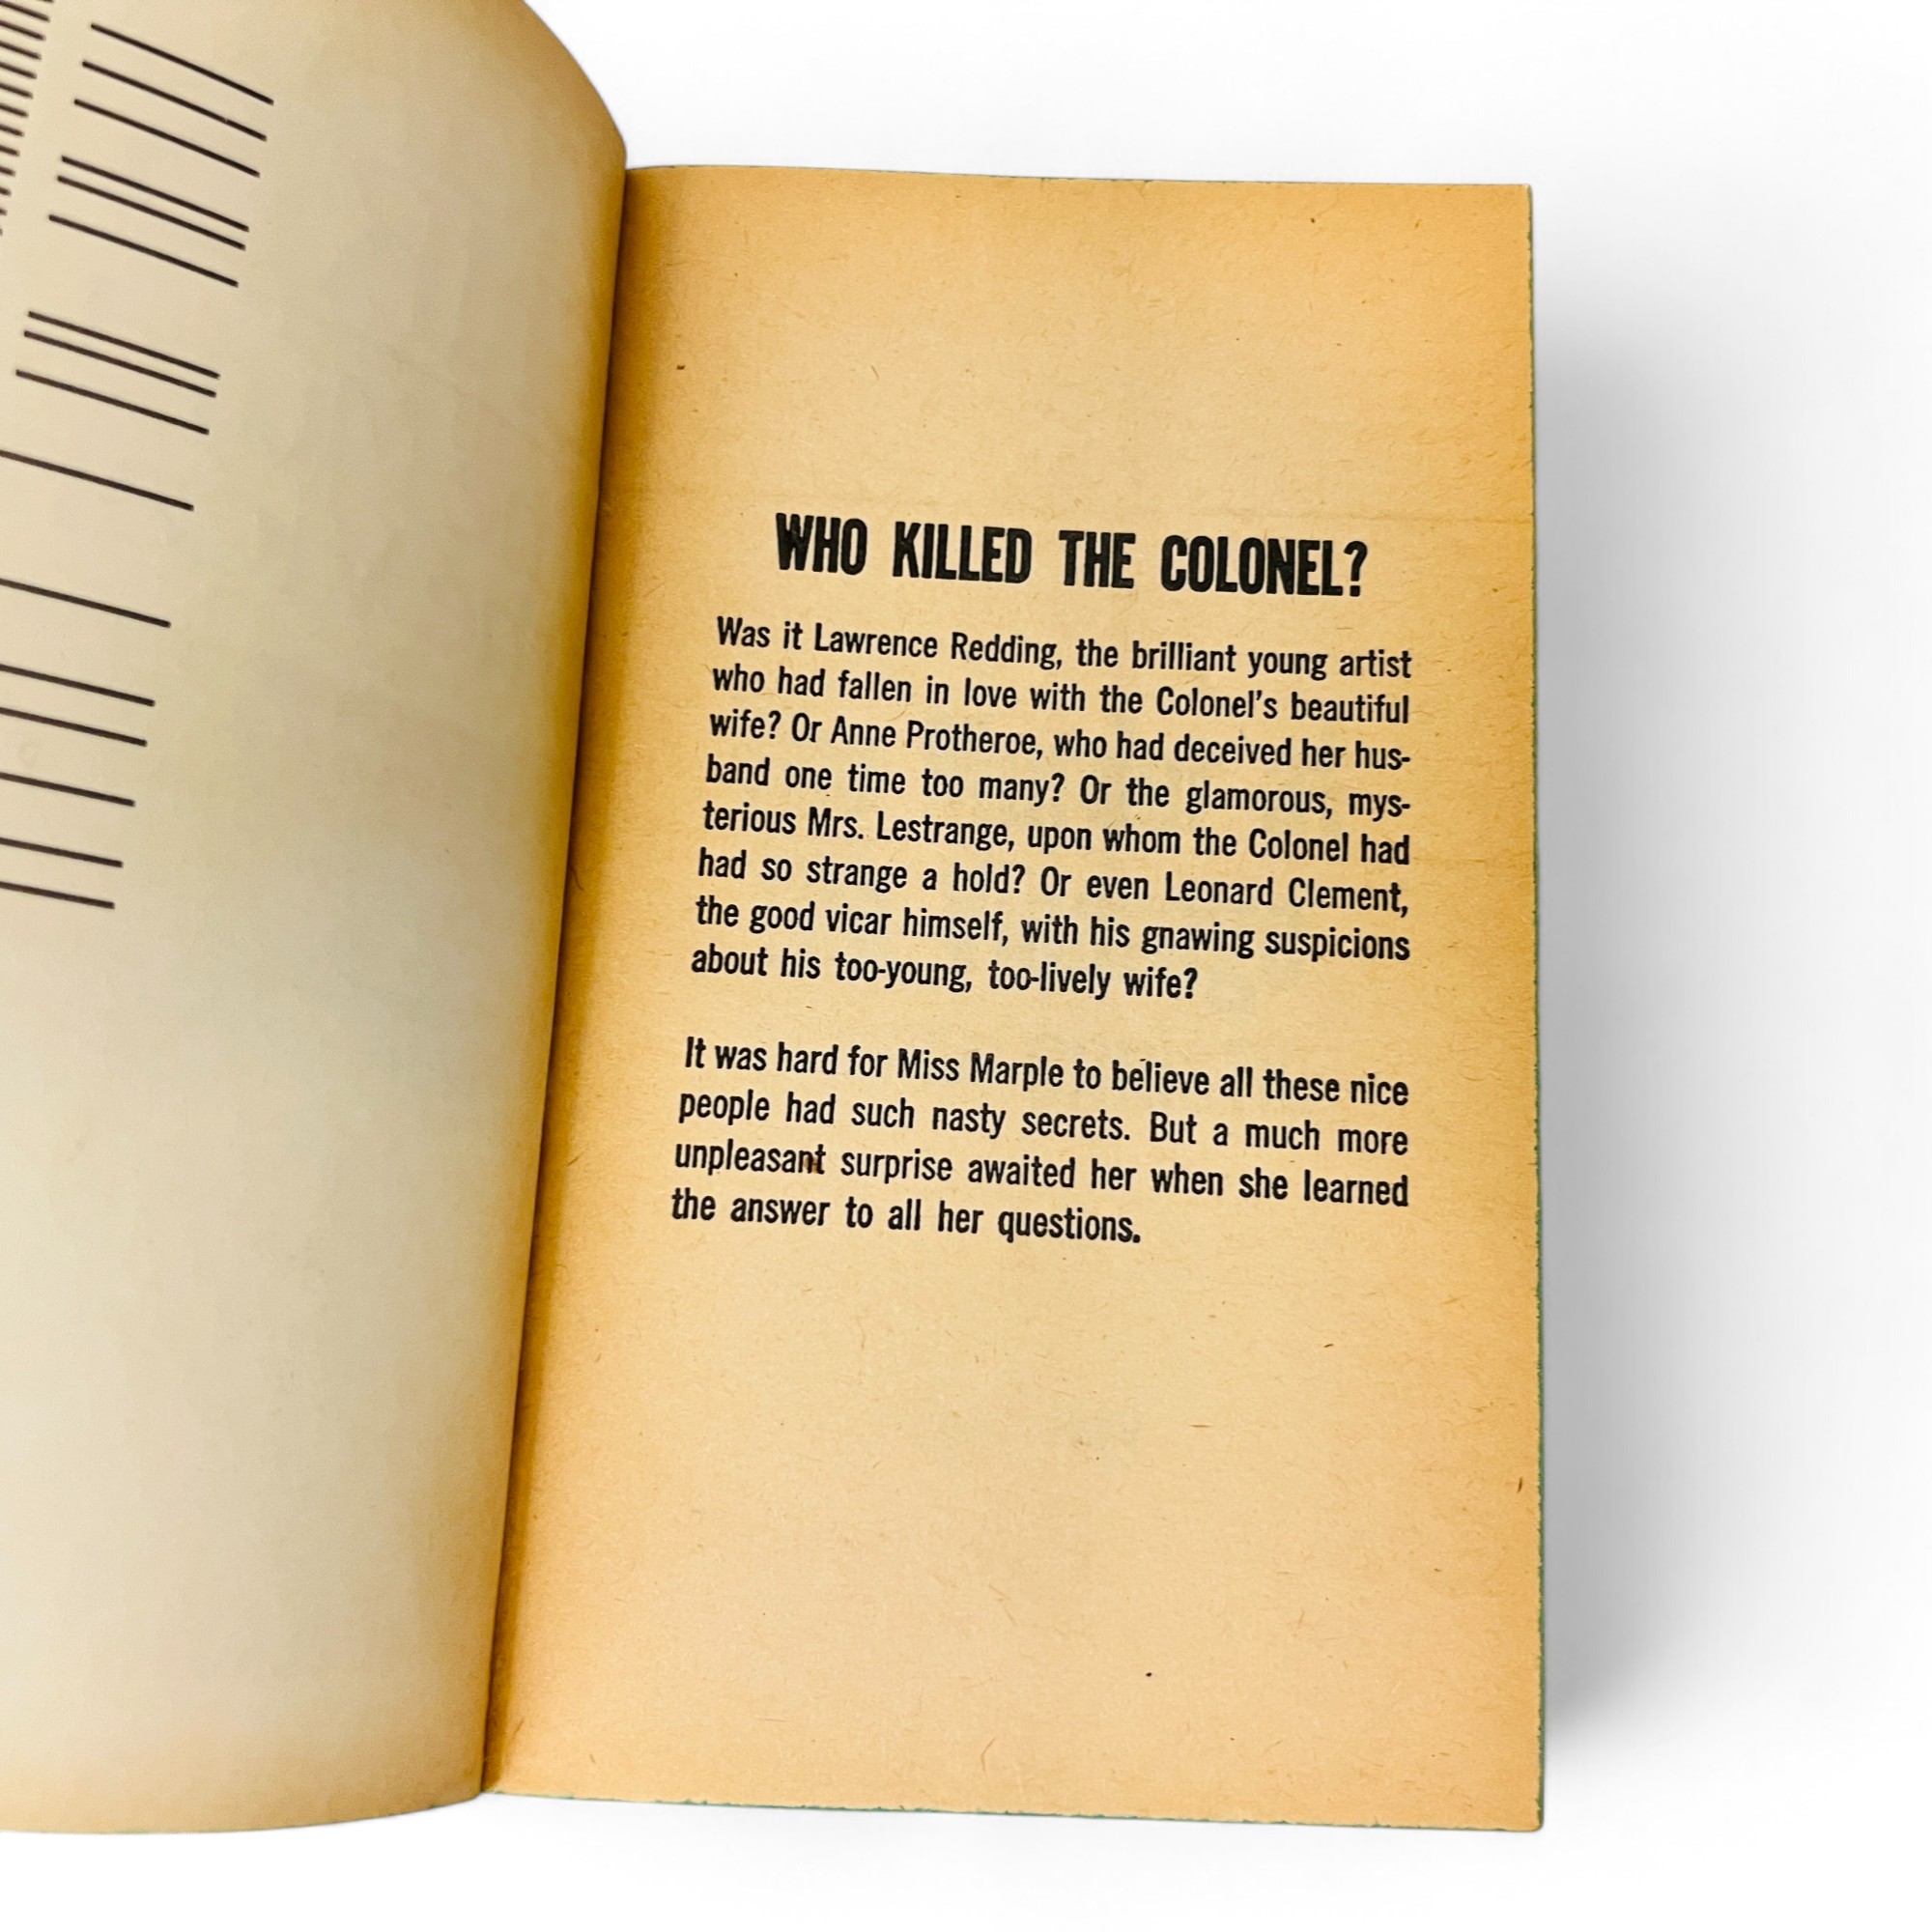 WHO KILLED THE COLONEL?
Was it Lawrence Redding, the brilliant young artist
who had fallen in love with the Colonel's beautiful
wife? Or Anne Protheroe, who had deceived her hus-
band one time too many? Or the glamorous, mys-
terious Mrs. Lestrange, upon whom the Colonel had
had so strange a hold? Or even Leonard Clement,
the good vicar himself, with his gnawing suspicions
about his too-young, too-lively wife?
It was hard for Miss Marple to believe all these nice
people had such nasty secrets. But a much more
unpleasant surprise awaited her when she learned
the answer to all her questions.